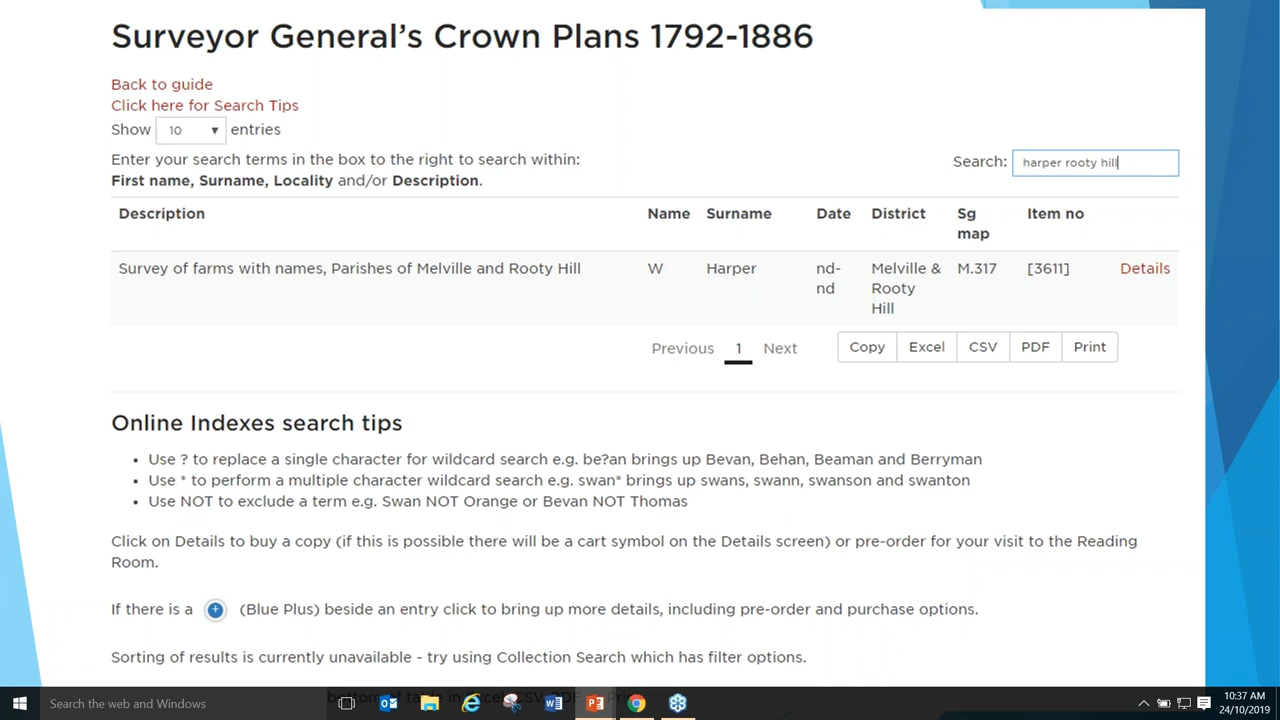 Surveyor General's Crown Plans 1792-1886
Back to guide
Click here for Search Tips
Show 10 entries
Enter your search terms in the box to the right to search within:
First name, Surname, Locality and/or Description.
Search: harper rooty hill
Description Name Surname Date District Sg map Item no
Survey of farms with names, Parishes of Melville and Rooty Hill W Harper nd-nd Melville & Rooty Hill M.317 [3611] Details
Previous 1 Next Copy Excel CSV PDF Print
Online Indexes search tips
• Use ? to replace a single character for wildcard search e.g. be?an brings up Bevan, Behan, Beaman and Berryman
• Use * to perform a multiple character wildcard search e.g. swan* brings up swans, swann, swanson and swanton
• Use NOT to exclude a term e.g. Swan NOT Orange or Bevan NOT Thomas
Click on Details to buy a copy (if this is possible there will be a cart symbol on the Details screen) or pre-order for your visit to the Reading
Room.
If there is a (Blue Plus) beside an entry click to bring up more details, including pre-order and purchase options.
Sorting of results is currently unavailable - try using Collection Search which has filter options.
Search the web and Windows
10:37 AM
24/10/2019